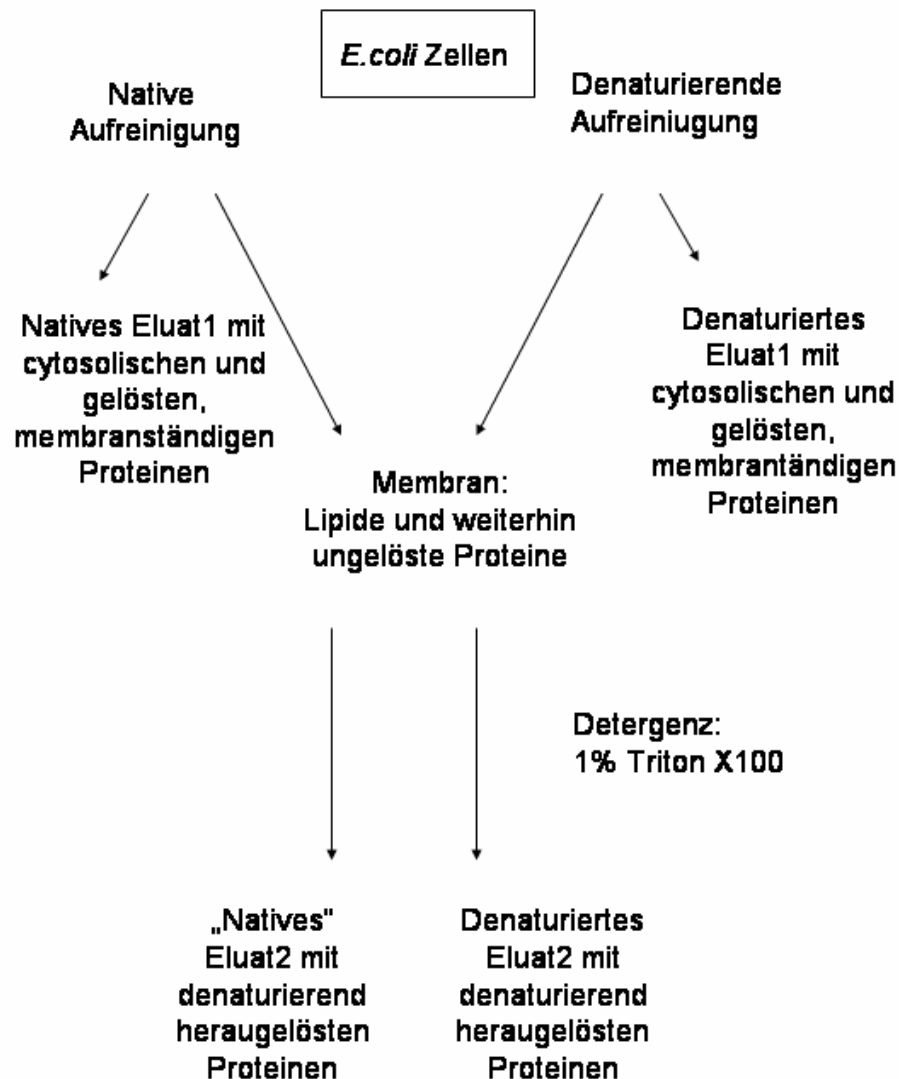 E.coli Zellen
Native
Aufreinigung
Denaturierende
Aufreiniugung
Natives Eluat1 mit
cytosolischen und
gelösten,
membranständigen
Proteinen
Denaturiertes
Eluat1 mit
cytosolischen und
gelösten,
membrantändigen
Proteinen
Membran:
Lipide und weiterhin
ungelöste Proteine
Detergenz:
1% Triton X100
„Natives"
Eluat2 mit
denaturierend
heraugelösten
Proteinen
Denaturiertes
Eluat2 mit
denaturierend
heraugelösten
Proteinen